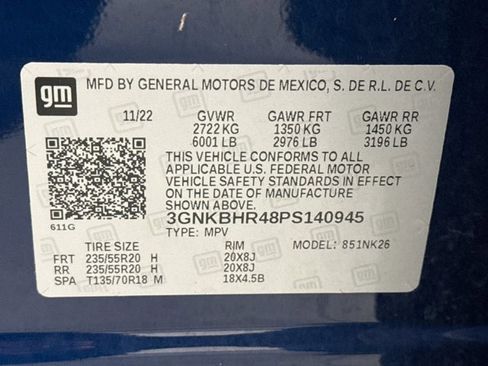 gm
MFD BY GENERAL MOTORS DE MEXICO, S. DE R.L. DE C.V.
11/22 GVWR GAWR FRT GAWR RR
2722 KG 1350 KG 1450 KG
6001 LB 2976 LB 3196 LB
THIS VEHICLE CONFORMS TO ALL
APPLICABLE U.S. FEDERAL MOTOR
VEHICLE SAFETY STANDARDS IN
EFFECT ON THE DATE OF MANUFACTURE
SHOWN ABOVE.
3GNKBHR48PS140945
611G TYPE: MPV MODEL: 851NK26
TIRE SIZE RIM
FRT 235/55R20 H 20X8J
RR 235/55R20 H 20X8J
SPA T135/70R18 M 18X4.5B